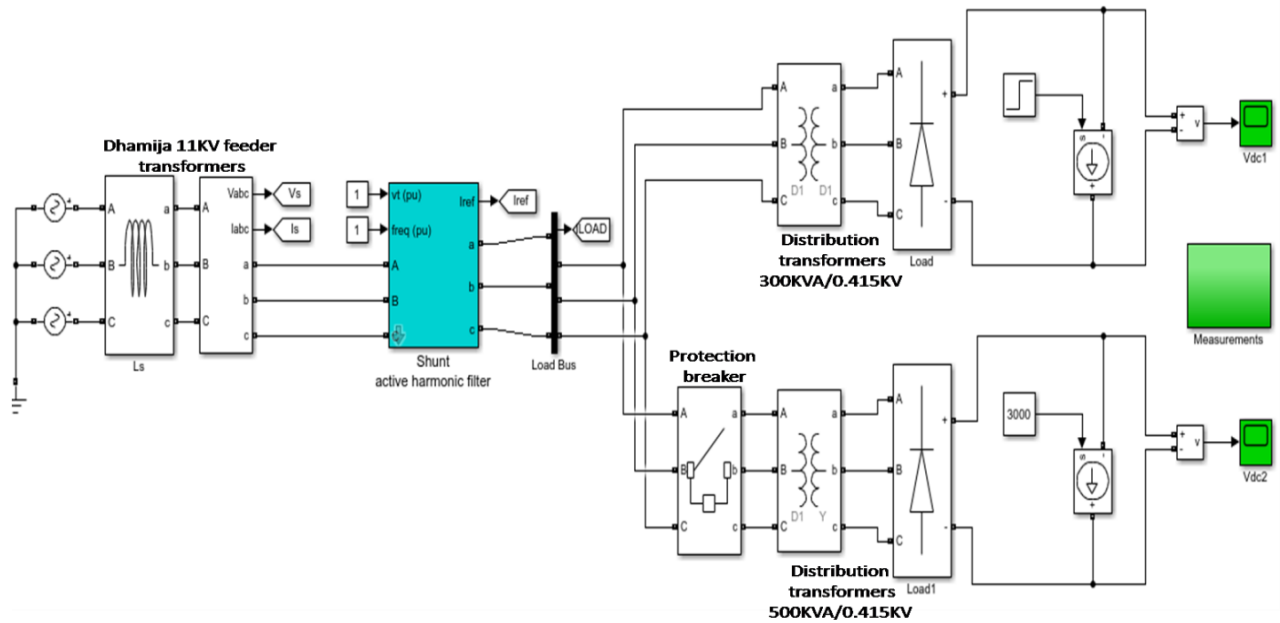 Dhamija 11KV feeder
transformers
A
B
C
a
b
c
Ls
A
B
C
Vabc
Iabc
a
b
c
Vs
Is
1
1
vt (pu)
freq (pu)
A
B
Iref
a
b
c
Iref
Shunt
active harmonic filter
LOAD
Load Bus
A
B
C
a
b
c
D1 D1
Distribution
transformers
300KVA/0.415KV
A
B
C
+
-
Load
s
-
+
+
-
v
Vdc1
Measurements
Protection
breaker
A
B
C
a
b
c
A
B
C
a
b
c
D1 Y
Distribution
transformers
500KVA/0.415KV
A
B
C
+
-
Load1
3000
s
-
+
+
-
v
Vdc2